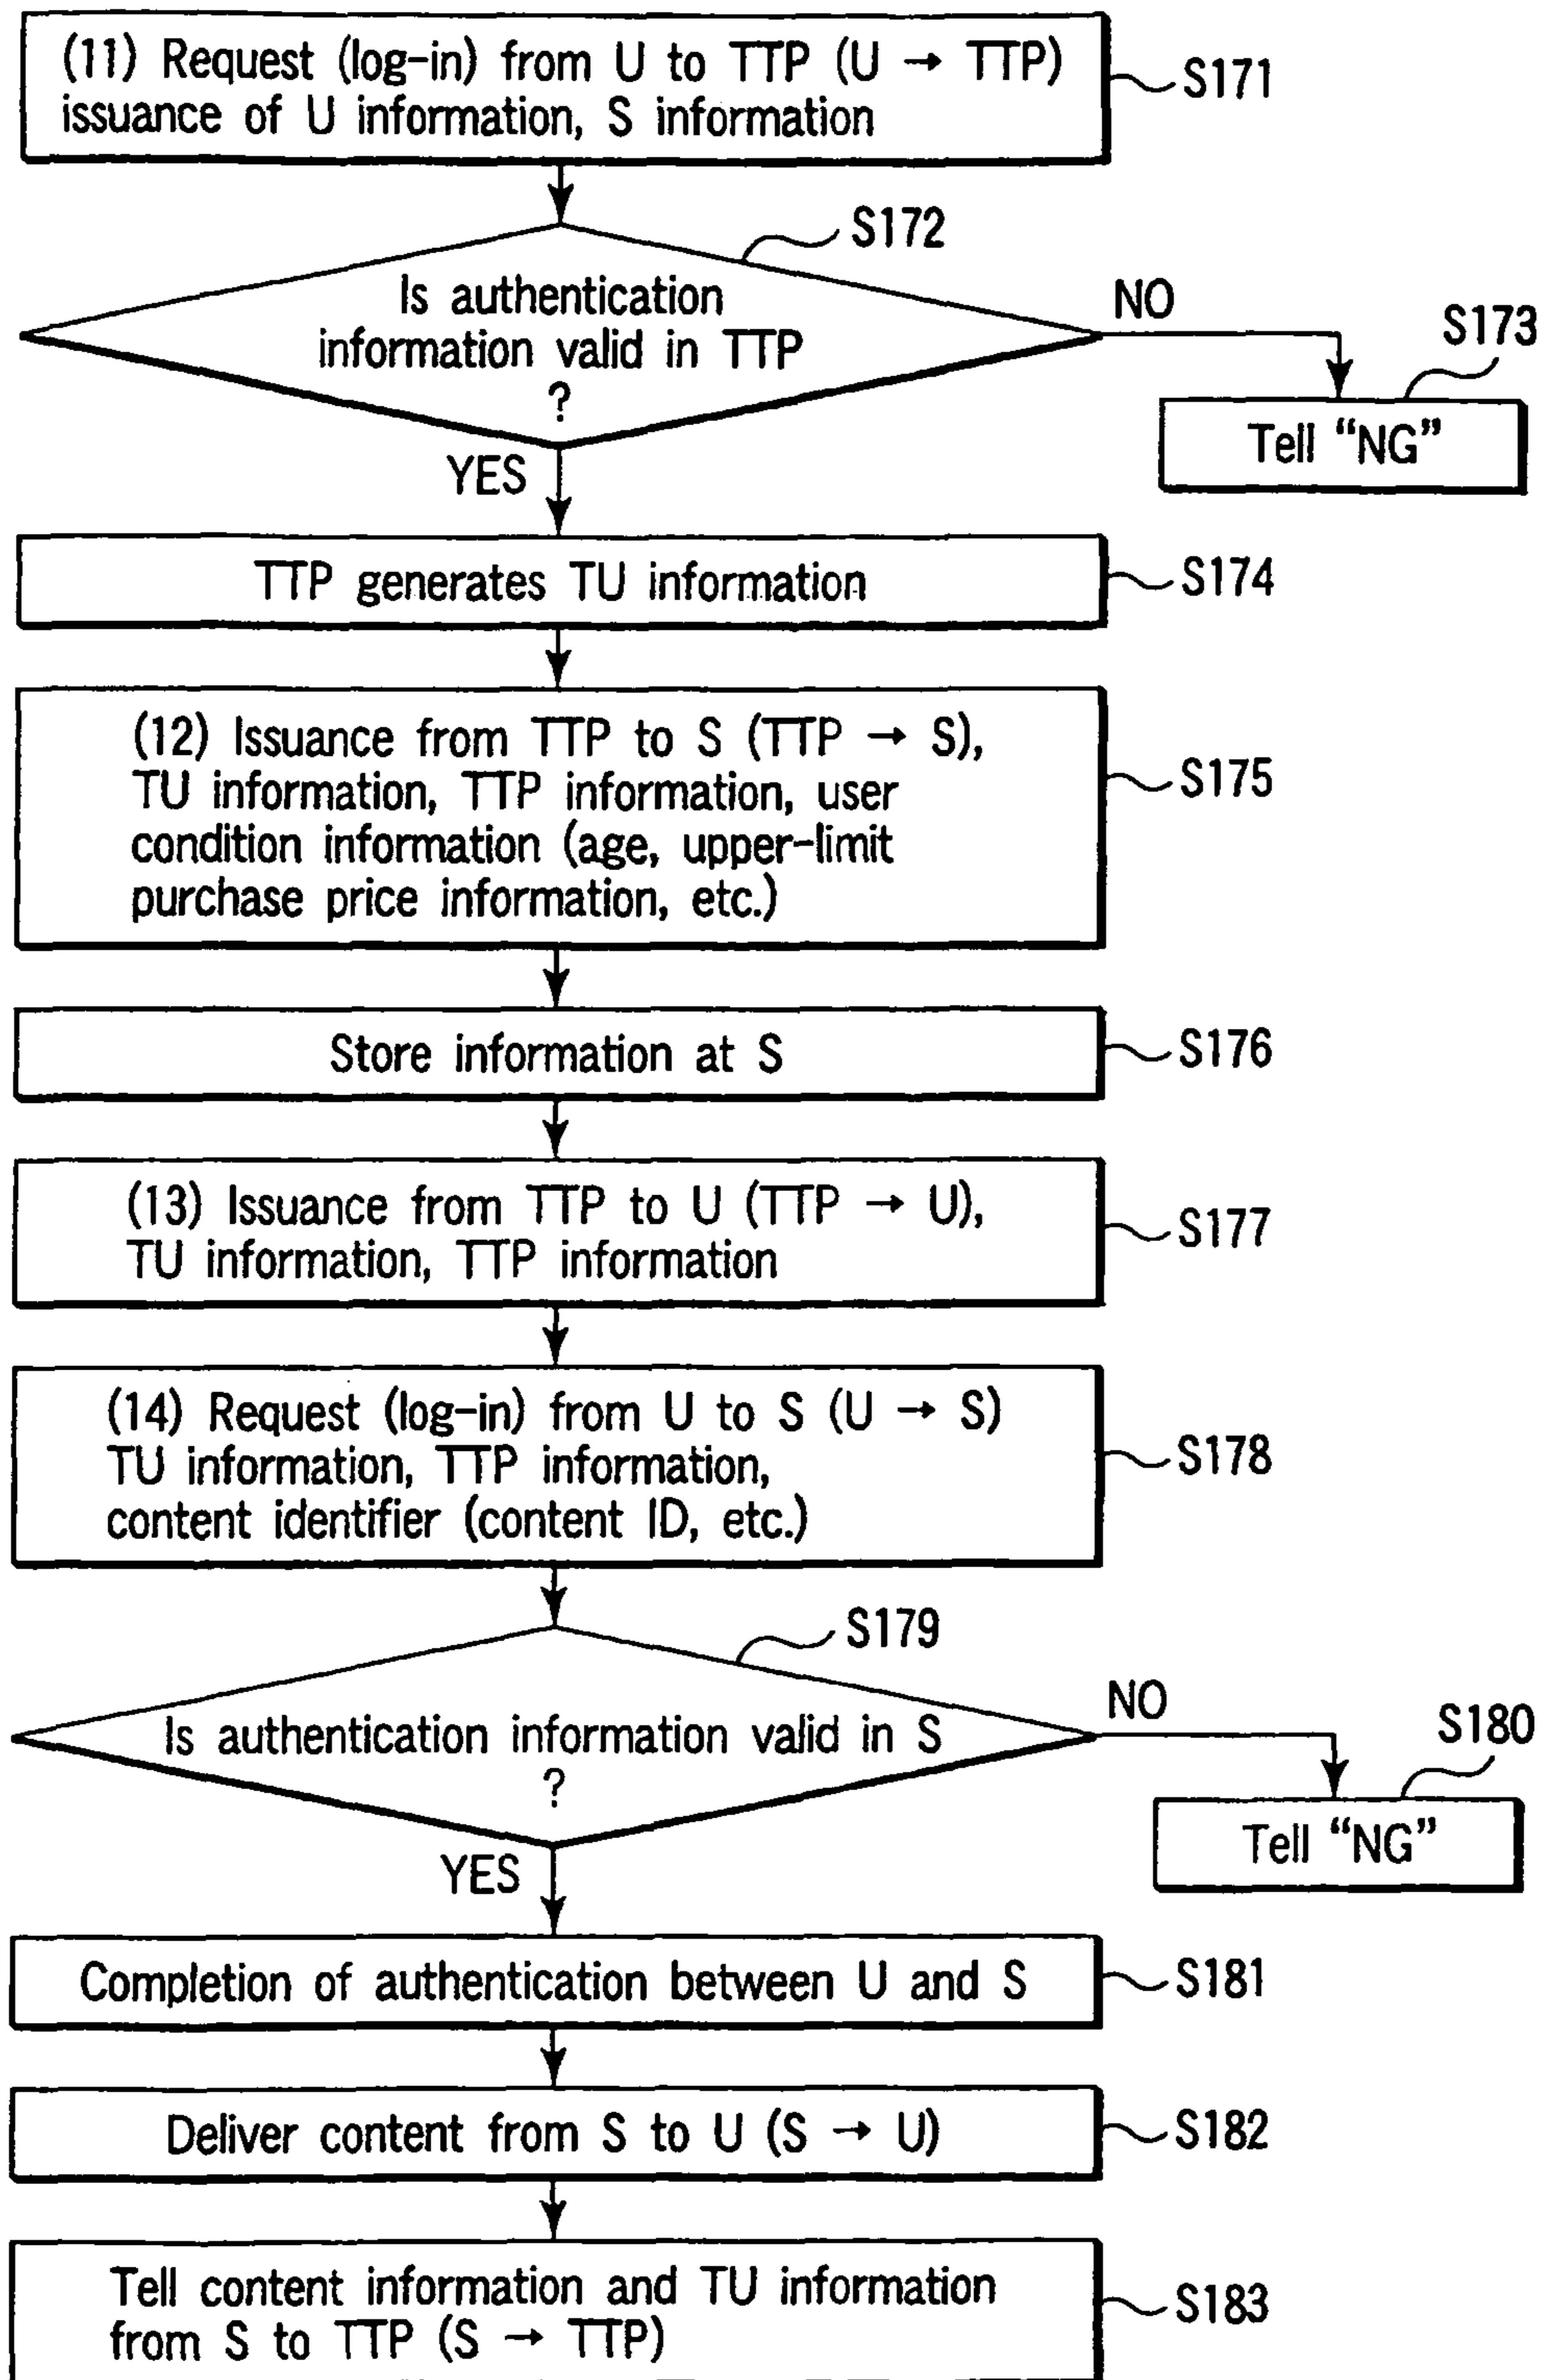 (11) Request (log-in) from U to TTP (U → TTP)
issuance of U information, S information
S171
S172
Is authentication
information valid in TTP
?
NO
S173
Tell “NG”
YES
TTP generates TU information
S174
(12) Issuance from TTP to S (TTP → S),
TU information, TTP information, user
condition information (age, upper-limit
purchase price information, etc.)
S175
Store information at S
S176
(13) Issuance from TTP to U (TTP → U),
TU information, TTP information
S177
(14) Request (log-in) from U to S (U → S)
TU information, TTP information,
content identifier (content ID, etc.)
S178
S179
Is authentication information valid in S
?
NO
S180
Tell “NG”
YES
Completion of authentication between U and S
S181
Deliver content from S to U (S → U)
S182
Tell content information and TU information
from S to TTP (S → TTP)
S183